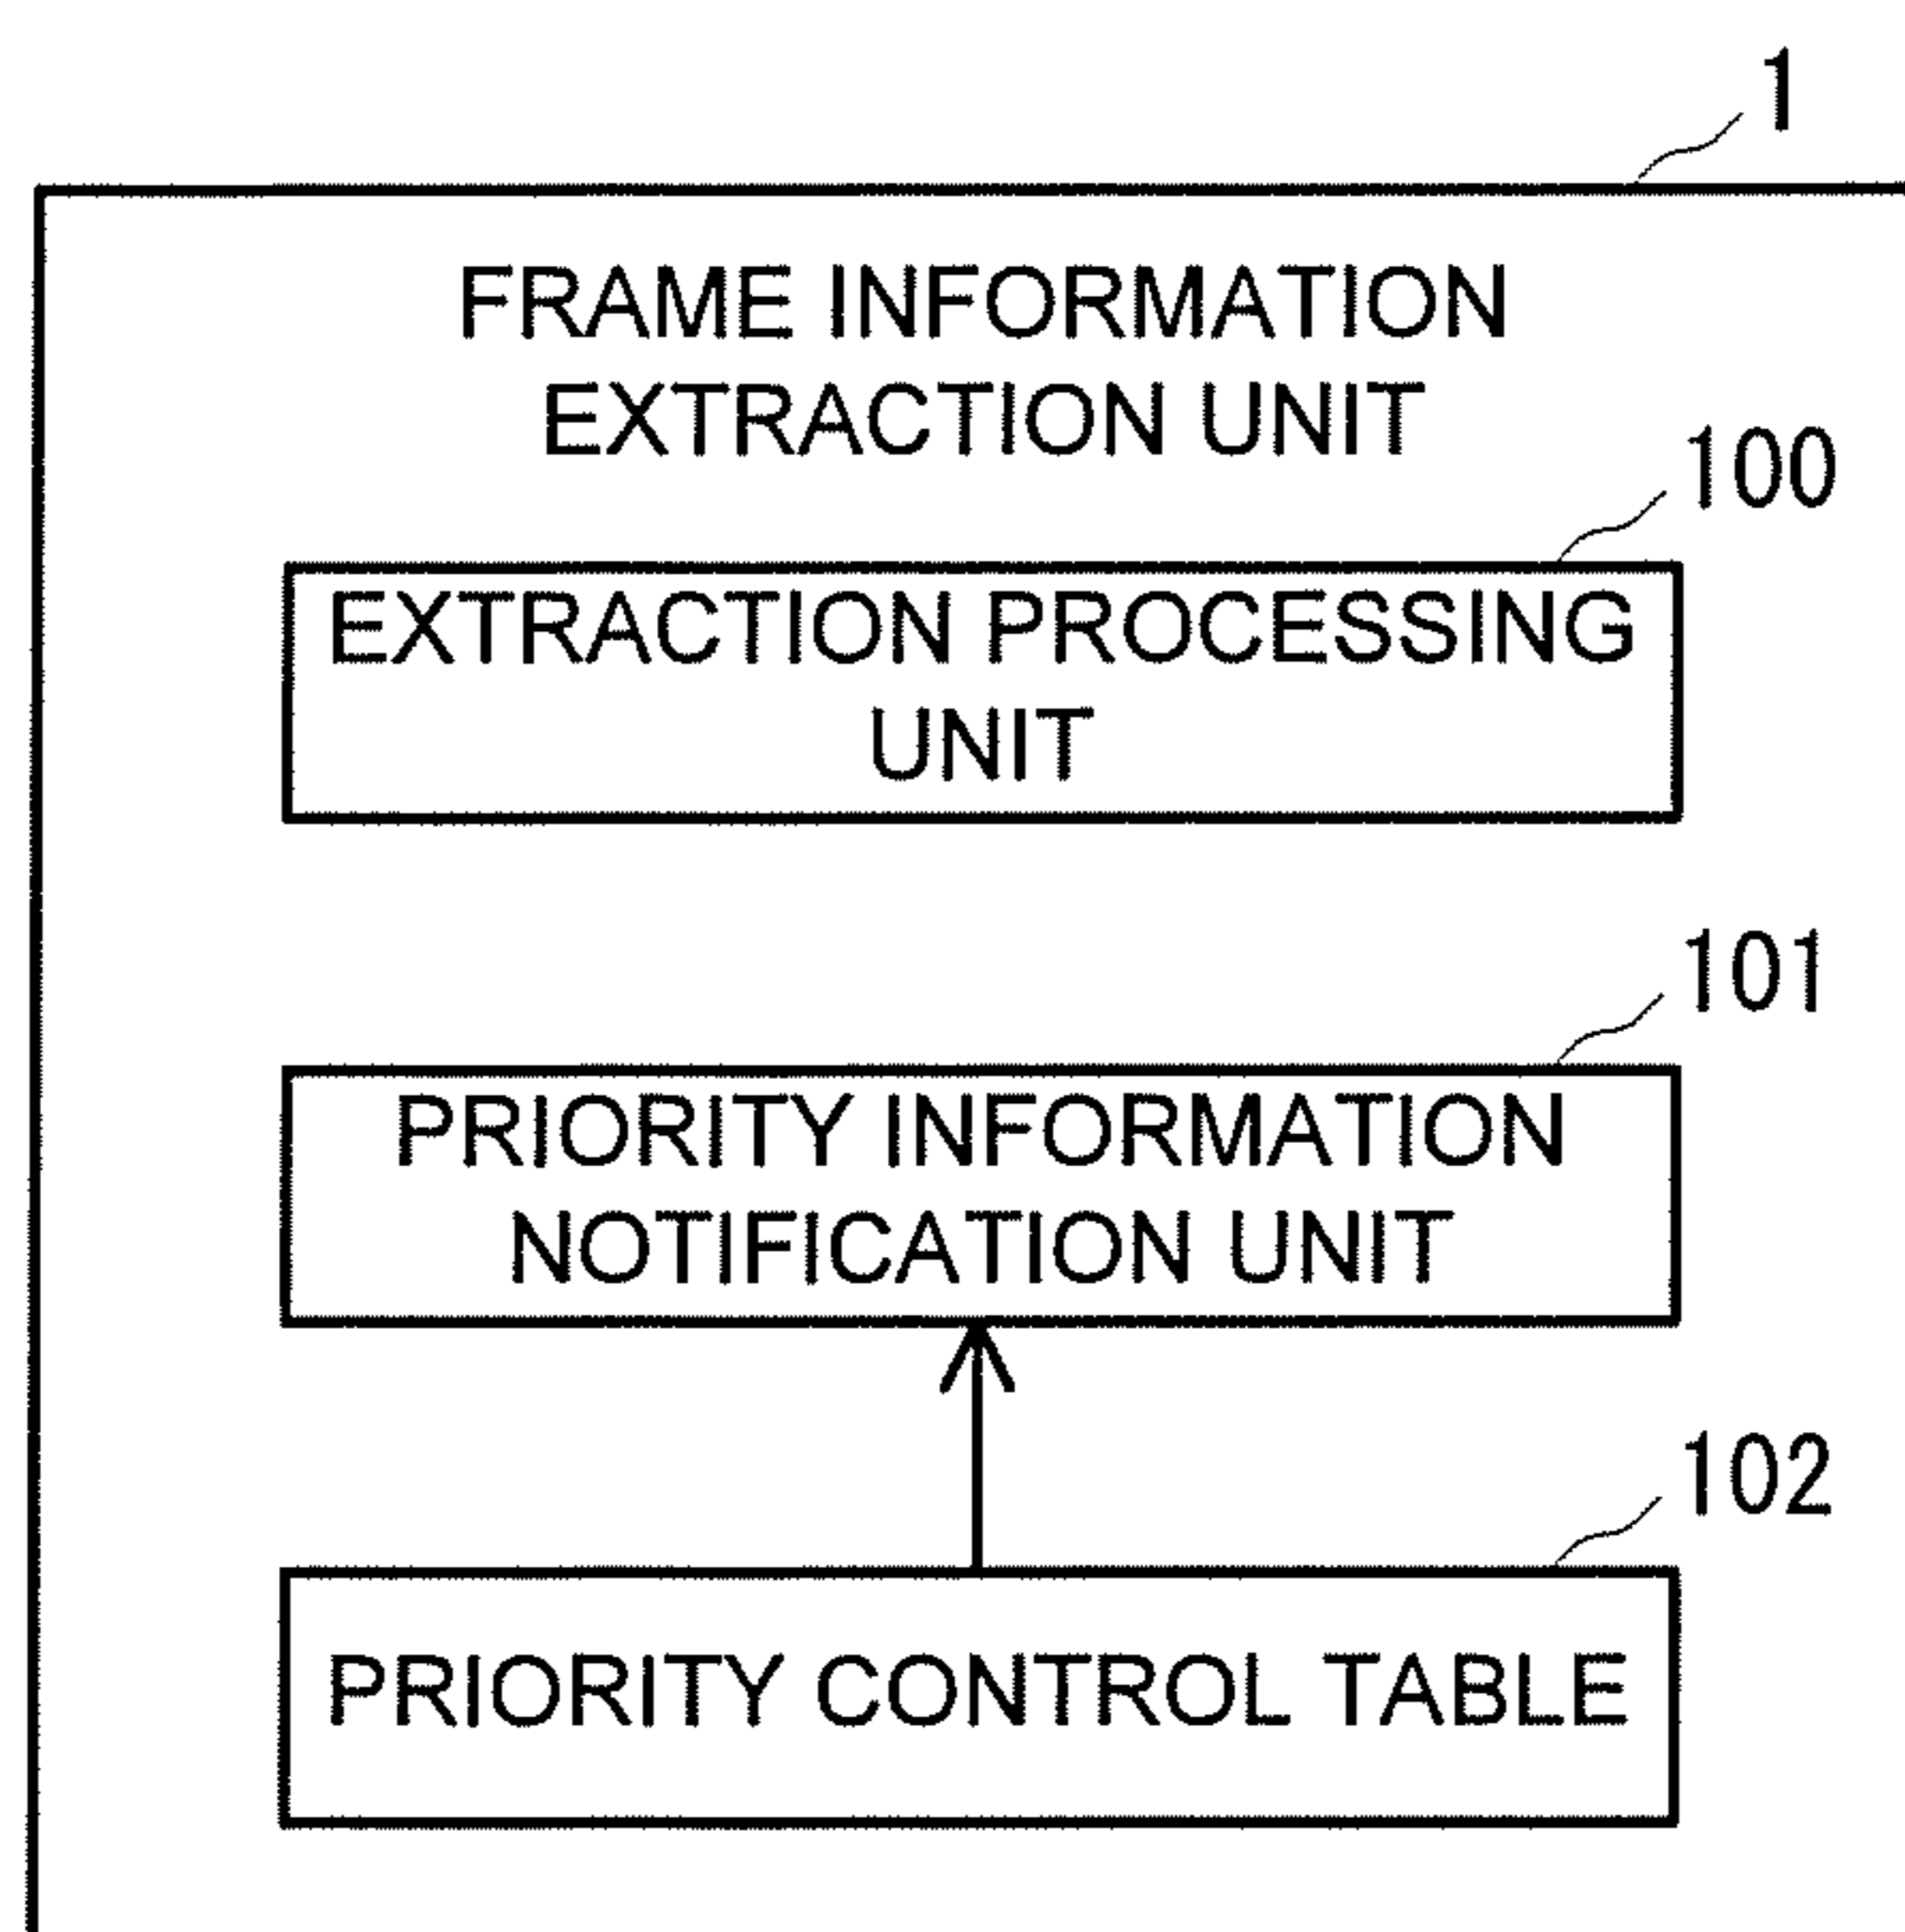 1
FRAME INFORMATION
EXTRACTION UNIT
100
EXTRACTION PROCESSING
UNIT
101
PRIORITY INFORMATION
NOTIFICATION UNIT
102
PRIORITY CONTROL TABLE